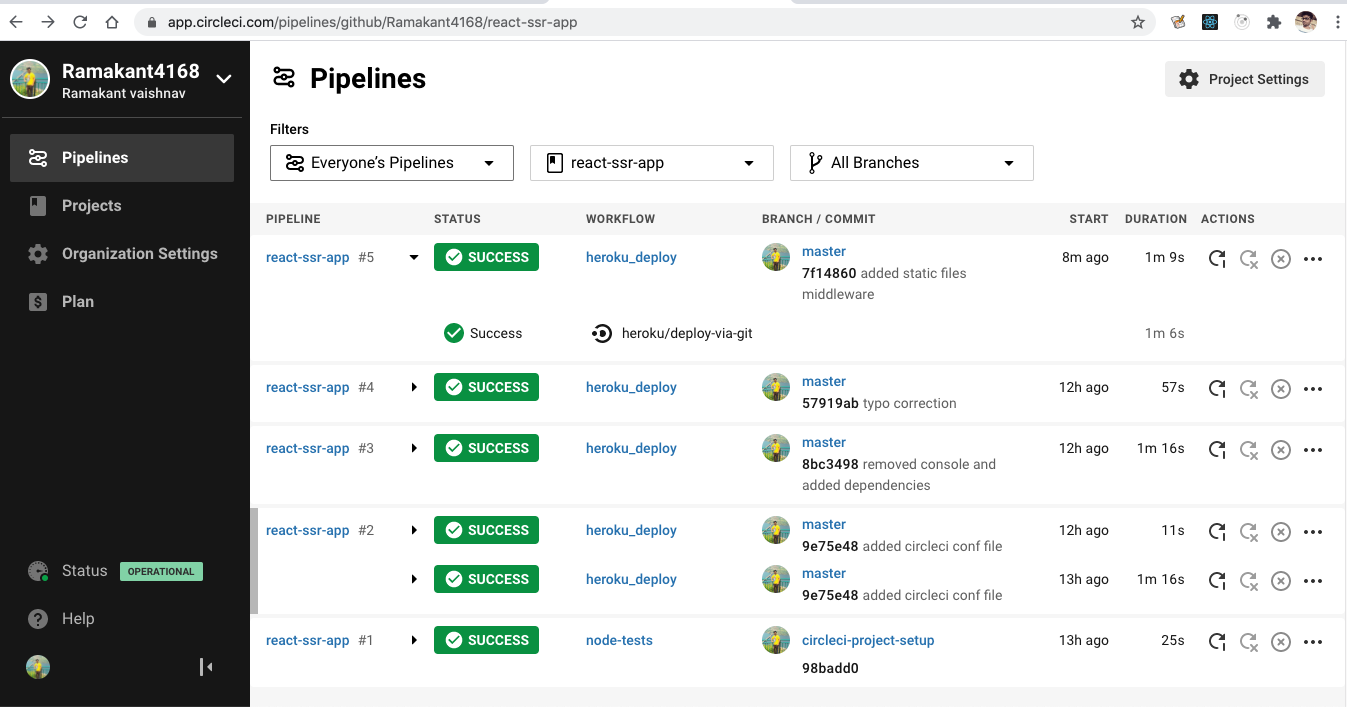 app.circleci.com/pipelines/github/Ramakant4168/react-ssr-app
Ramakant4168
Ramakant vaishnav
Pipelines
Projects
Organization Settings
Plan
Status OPERATIONAL
Help
Pipelines
Project Settings
Filters
Everyone’s Pipelines react-ssr-app All Branches
PIPELINE STATUS WORKFLOW BRANCH / COMMIT START DURATION ACTIONS
react-ssr-app #5 SUCCESS heroku_deploy master 8m ago 1m 9s
7f14860 added static files
middleware
Success heroku/deploy-via-git 1m 6s
react-ssr-app #4 SUCCESS heroku_deploy master 12h ago 57s
57919ab typo correction
react-ssr-app #3 SUCCESS heroku_deploy master 12h ago 1m 16s
8bc3498 removed console and
added dependencies
react-ssr-app #2 SUCCESS heroku_deploy master 12h ago 11s
9e75e48 added circleci conf file
SUCCESS heroku_deploy master 13h ago 1m 16s
9e75e48 added circleci conf file
react-ssr-app #1 SUCCESS node-tests circleci-project-setup 13h ago 25s
98badd0